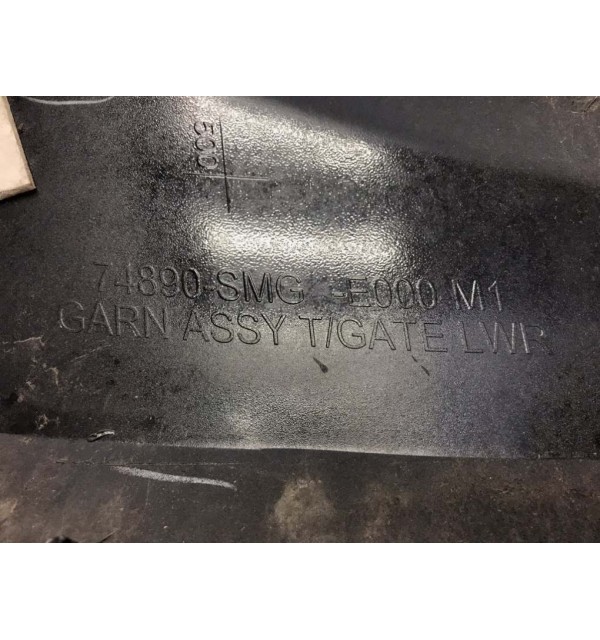 500
74890-SMG -E000-M1
GARN ASSY T/GATE LWR